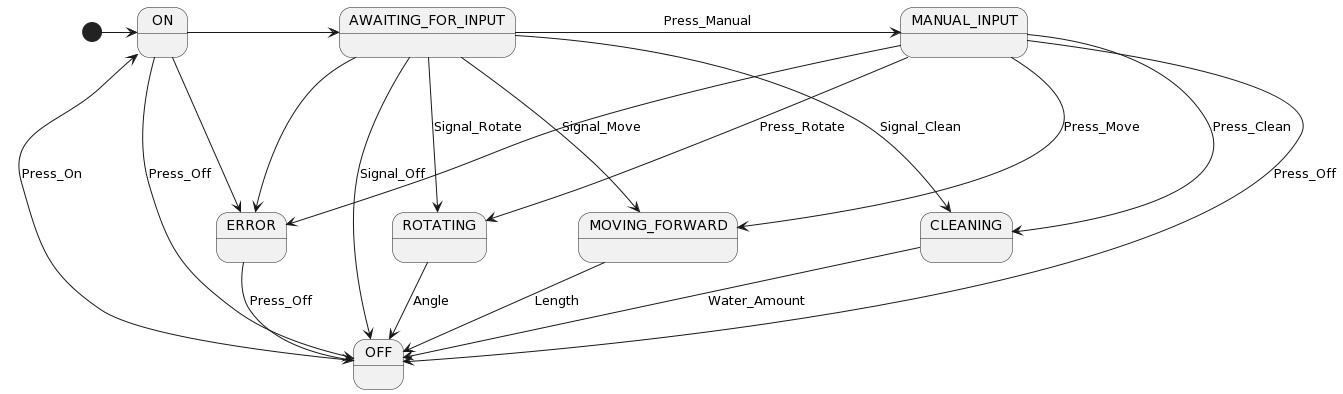 ON
AWAITING_FOR_INPUT
Press_Manual
MANUAL_INPUT
Signal_Rotate
Signal_Move
Press_Rotate
Signal_Clean
Press_Move
Press_Clean
Press_On
Press_Off
Signal_Off
Press_Off
ERROR
ROTATING
MOVING_FORWARD
CLEANING
Press_Off
Angle
Length
Water_Amount
OFF